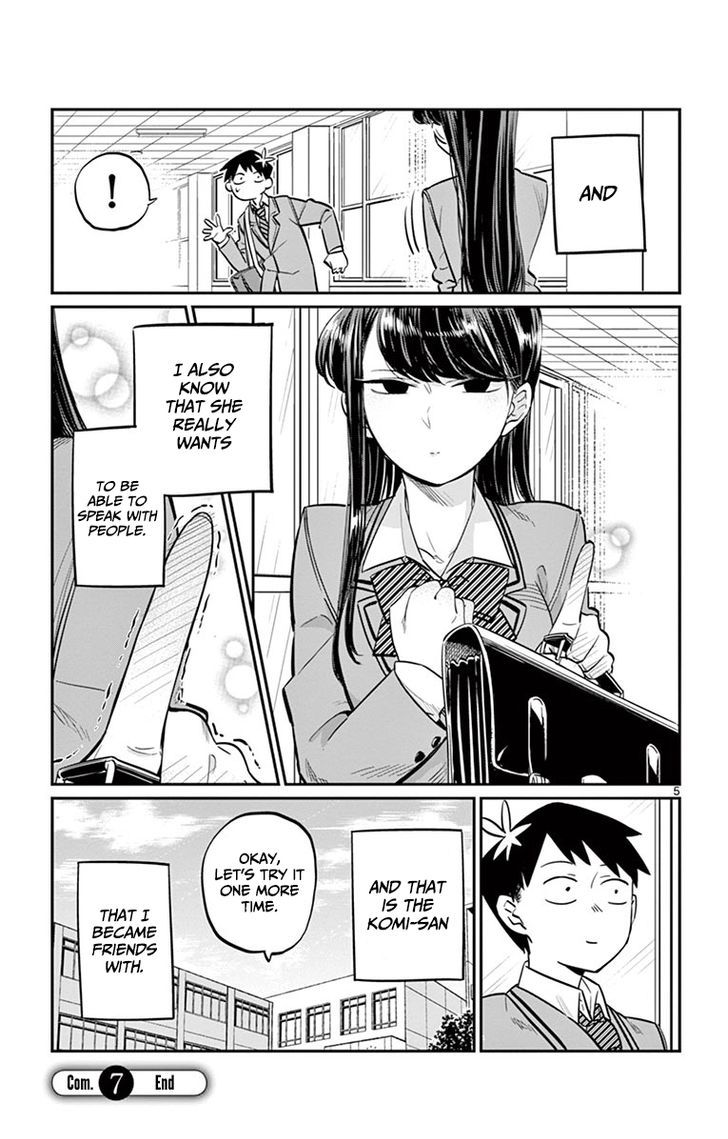 AND
!
I ALSO
KNOW
THAT SHE
REALLY
WANTS
TO BE
ABLE TO
SPEAK WITH
PEOPLE.
5
AND THAT
IS THE
KOMI-SAN
OKAY,
LET'S TRY IT
ONE MORE
TIME.
THAT I
BECAME
FRIENDS
WITH.
Com. 7 End